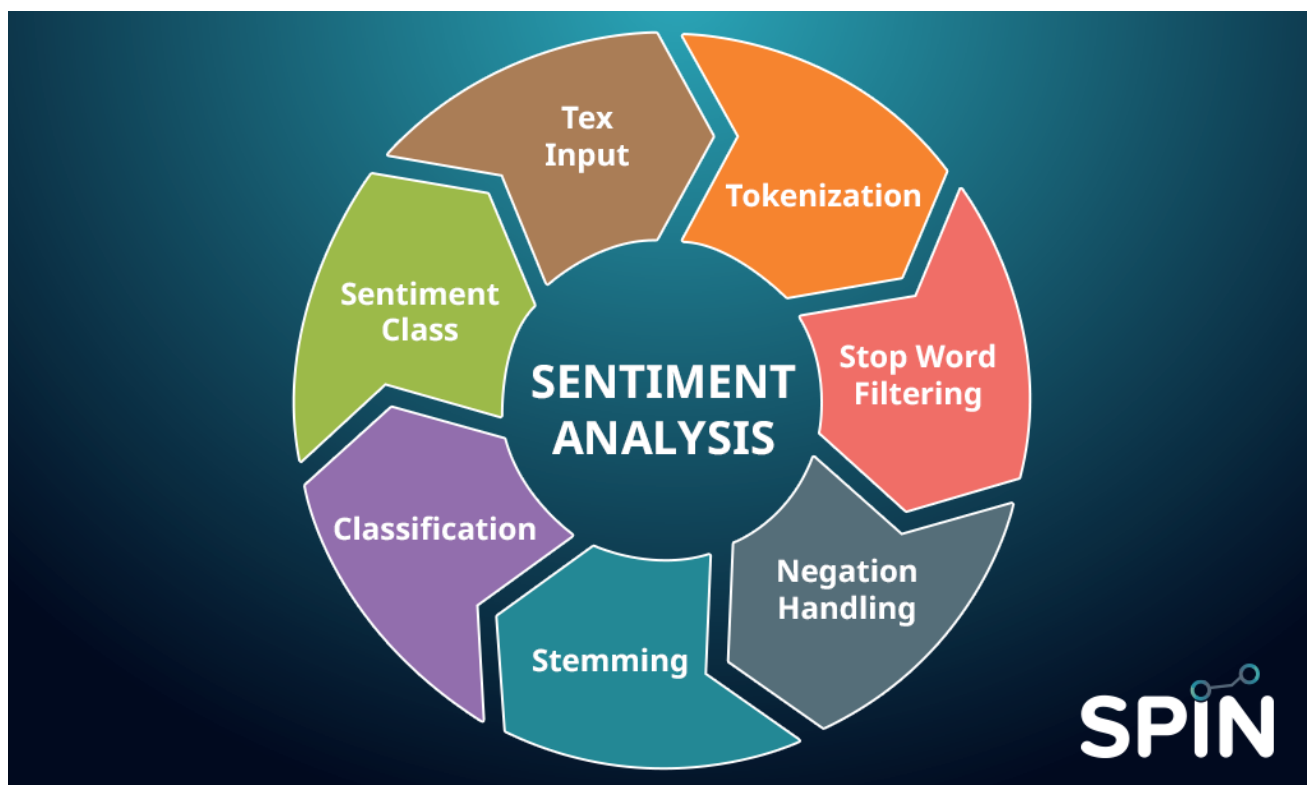 Tex
Input
Tokenization
Stop Word
Filtering
Negation
Handling
Stemming
Classification
Sentiment
Class
SENTIMENT
ANALYSIS
SPIN